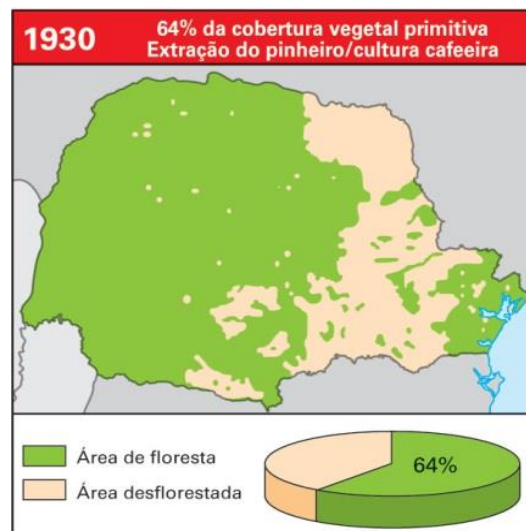 1930
64% da cobertura vegetal primitiva
Extração do pinheiro/cultura cafeeira
Área de floresta
Área desflorestada
64%